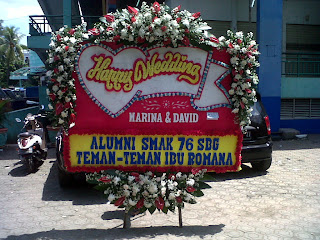 Happy Wedding
MARINA & DAVID
ALUMNI SMAK 76 SBG
TEMAN-TEMAN IBU ROMANA